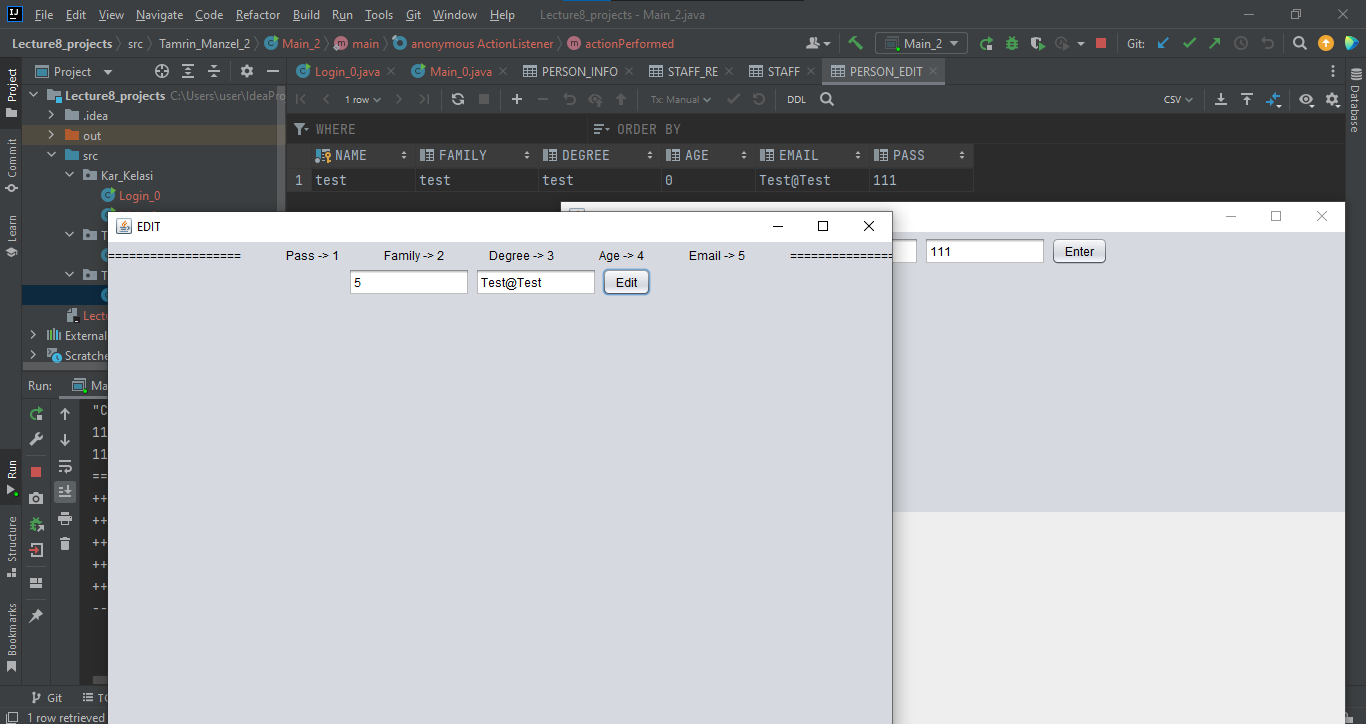 File Edit View Navigate Code Refactor Build Run Tools Git Window Help Lecture8_projects - Main_2.java
Lecture8_projects src Tamrin_Manzel_2 Main_2 main anonymous ActionListener actionPerformed Main_2 Git:
Project Login_0.java Main_0.java PERSON_INFO STAFF_RE STAFF PERSON_EDIT
Project
Commit
Learn
Run
Structure
Bookmarks
Database
Lecture8_projects C:\Users\user\IdeaPro
.idea
out
src
Kar_Kelasi
Login_0
T
T
Lectu
External
Scratche
1 row Tx: Manual DDL CSV
WHERE ORDER BY
NAME FAMILY DEGREE AGE EMAIL PASS
1 test test test 0 Test@Test 111
111 Enter
EDIT
=================== Pass -> 1 Family -> 2 Degree -> 3 Age -> 4 Email -> 5 ===============
5 Test@Test Edit
Run: Ma
"C
11
11
==
++
++
++
++
++
--
Git TO
1 row retrieved